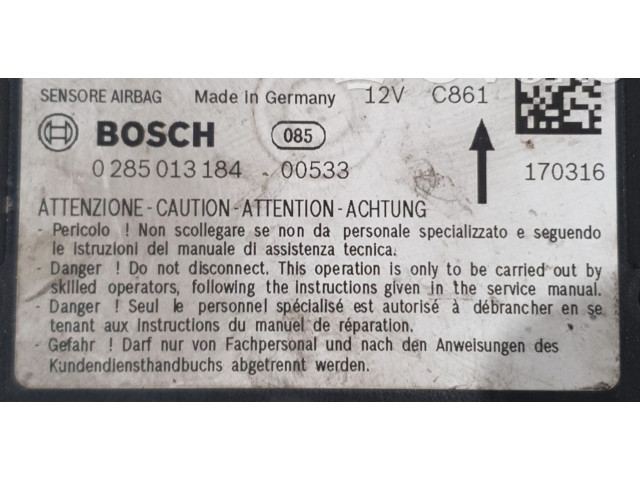 SENSORE AIRBAG Made in Germany 12V C861
BOSCH 085
0 285 013 184 00533 170316
ATTENZIONE - CAUTION - ATTENTION - ACHTUNG
- Pericolo ! Non scollegare se non da personale specializzato e seguendo
le istruzioni del manuale di assistenza tecnica.
- Danger ! Do not disconnect. This operation is only to be carried out by
skilled operators, following the instructions given in the service manual.
- Danger ! Seul le personnel spécialisé est autorisé à débrancher en se
tenant aux instructions du manuel de réparation.
- Gefahr ! Darf nur von Fachpersonal und nach den Anweisungen des
Kundendiensthandbuchs abgetrennt werden.